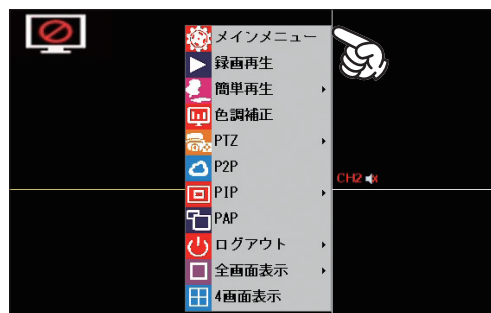 メインメニュー
録画再生
簡単再生
色調補正
PTZ
P2P
CH2
PIP
PAP
ログアウト
全画面表示
4画面表示